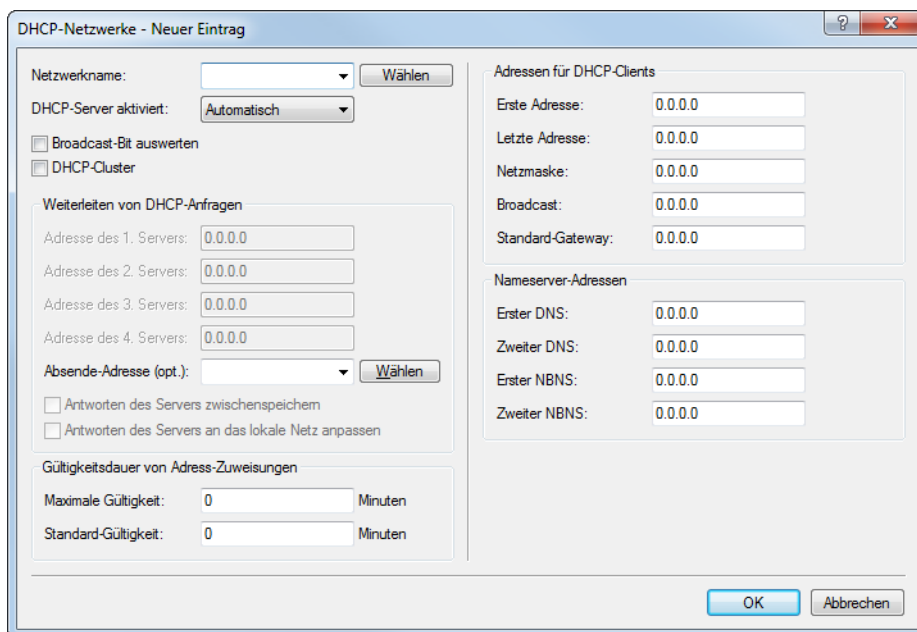 DHCP-Netzwerke - Neuer Eintrag
Netzwerkname:
Wählen
DHCP-Server aktiviert:
Automatisch
Broadcast-Bit auswerten
DHCP-Cluster
Weiterleiten von DHCP-Anfragen
Adresse des 1. Servers: 0.0.0.0
Adresse des 2. Servers: 0.0.0.0
Adresse des 3. Servers: 0.0.0.0
Adresse des 4. Servers: 0.0.0.0
Absende-Adresse (opt.):
Wählen
Antworten des Servers zwischenspeichern
Antworten des Servers an das lokale Netz anpassen
Gültigkeitsdauer von Adress-Zuweisungen
Maximale Gültigkeit: 0 Minuten
Standard-Gültigkeit: 0 Minuten
Adressen für DHCP-Clients
Erste Adresse: 0.0.0.0
Letzte Adresse: 0.0.0.0
Netzmaske: 0.0.0.0
Broadcast: 0.0.0.0
Standard-Gateway: 0.0.0.0
Nameserver-Adressen
Erster DNS: 0.0.0.0
Zweiter DNS: 0.0.0.0
Erster NBNS: 0.0.0.0
Zweiter NBNS: 0.0.0.0
OK
Abbrechen